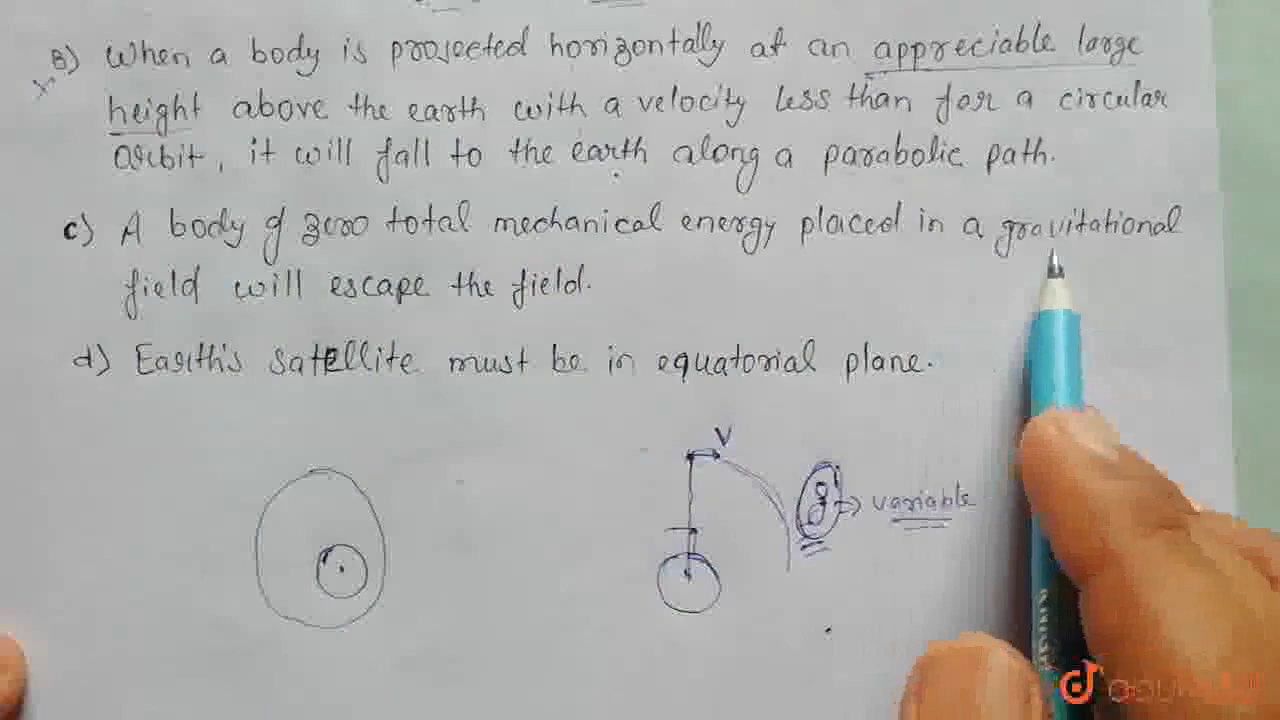 B) When a body is projected horizontally at an appreciable large
height above the earth with a velocity less than for a circular
orbit, it will fall to the earth along a parabolic path.
c) A body of zero total mechanical energy placed in a gravitational
field will escape the field.
d) Earth's satellite must be in equatorial plane.
V
g → variable